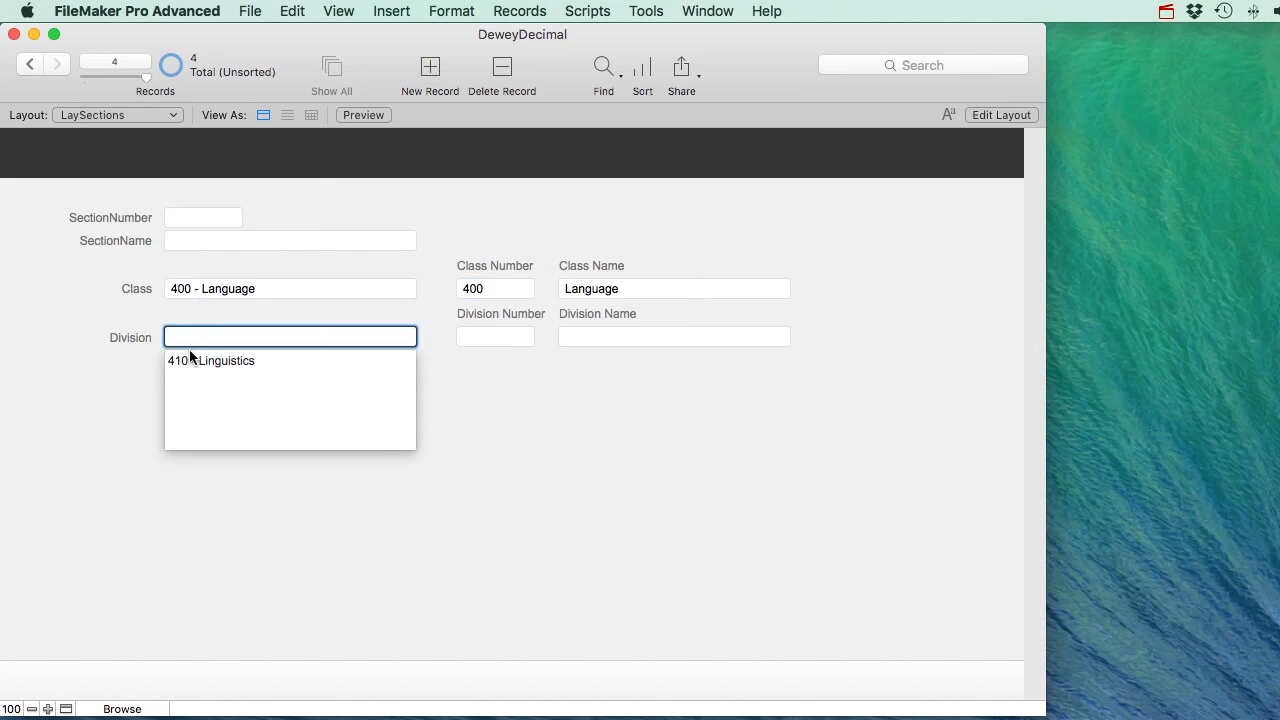 FileMaker Pro Advanced File Edit View Insert Format Records Scripts Tools Window Help
DeweyDecimal
4
4
Total (Unsorted)
Records
Show All
New Record
Delete Record
Find
Sort
Share
Search
Layout: LaySections View As: Preview Aa Edit Layout
SectionNumber
SectionName
Class Number Class Name
Class 400 - Language 400 Language
Division Number Division Name
Division
410 - Linguistics
100 Browse